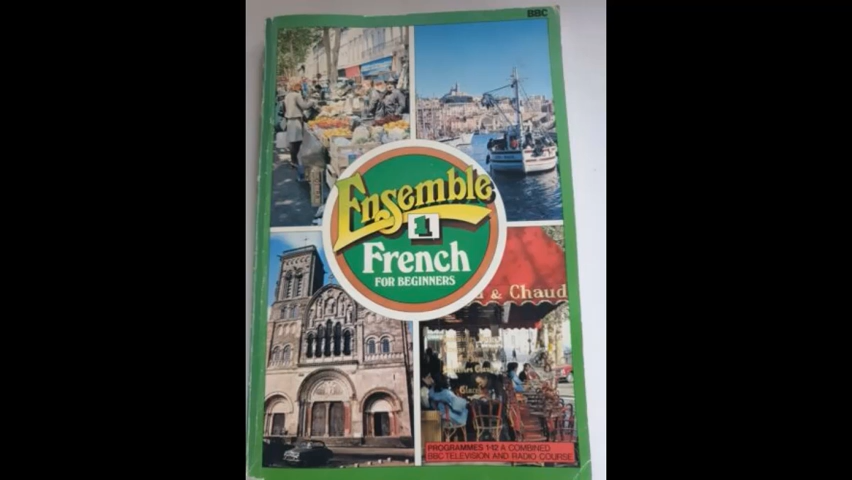 BBC
Ensemble
1
French
FOR BEGINNERS
& Chaud
PROGRAMMES 1-12 A COMBINED
BBC TELEVISION AND RADIO COURSE